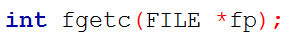 int fgetc(FILE *fp);